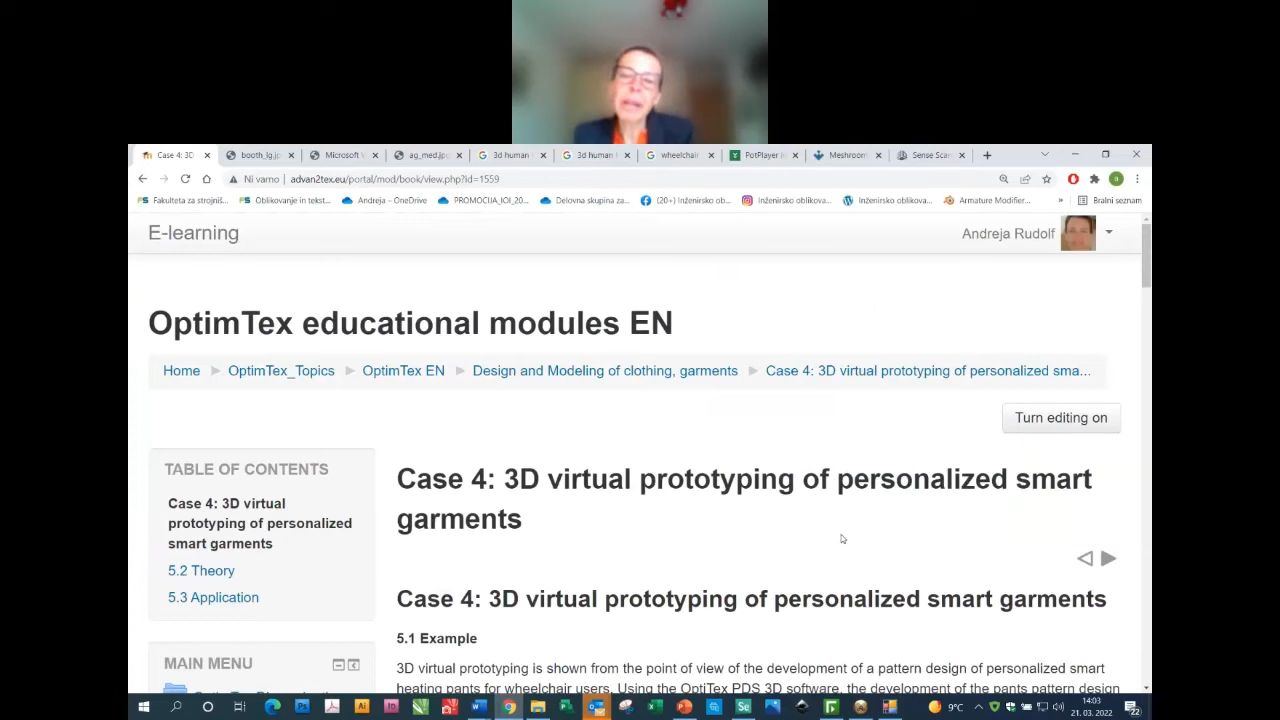 Case 4: 3D
booth_lg.jp
Microsoft
ag_med.jpg
3d human
3d human
wheelchair
PotPlayer
Meshroom
Sense Scan
Ni vamo | advan2tex.eu/portal/mod/book/view.php?id=1559
Fakulteta za strojniš...
Oblikovanje in tekst...
Andreja – OneDrive
PROMOCIJA_IOI_20...
Delovna skupina za...
(20+) Inženirsko ob...
Inženirsko oblikova...
Inženirsko oblikova...
Armature Modifier...
»
Bralni seznam
E-learning
Andreja Rudolf
OptimTex educational modules EN
Home
OptimTex_Topics
OptimTex EN
Design and Modeling of clothing, garments
Case 4: 3D virtual prototyping of personalized sma...
Turn editing on
TABLE OF CONTENTS
Case 4: 3D virtual
prototyping of personalized
smart garments
5.2 Theory
5.3 Application
MAIN MENU
Case 4: 3D virtual prototyping of personalized smart
garments
Case 4: 3D virtual prototyping of personalized smart garments
5.1 Example
3D virtual prototyping is shown from the point of view of the development of a pattern design of personalized smart
heating pants for wheelchair users. Using the OptiTex PDS 3D software, the development of the pants pattern design
9°C
14:03
21. 03. 2022
22